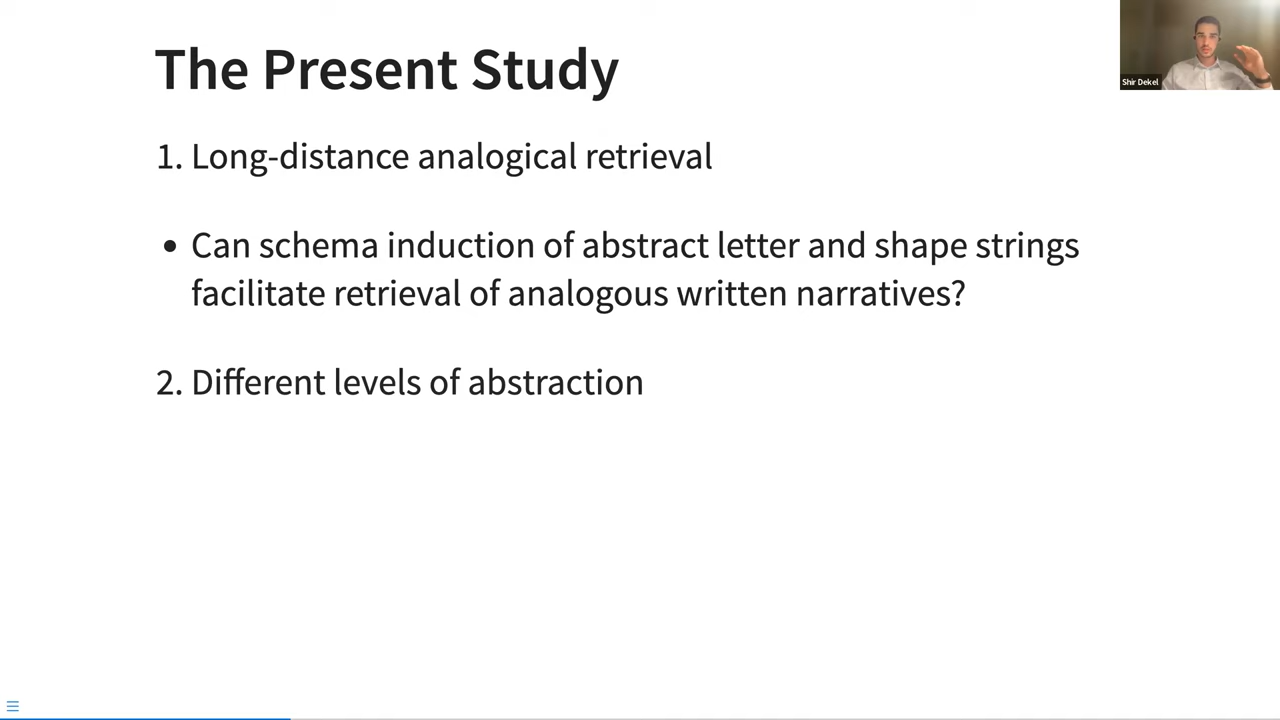 The Present Study
Shir Dekel
1. Long-distance analogical retrieval
• Can schema induction of abstract letter and shape strings
facilitate retrieval of analogous written narratives?
2. Different levels of abstraction